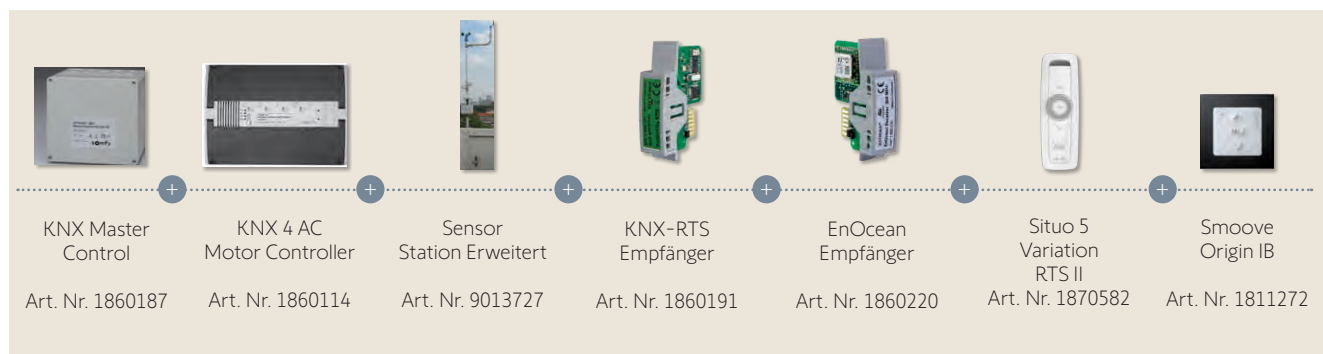 KNX Master
Control
Art. Nr. 1860187
KNX 4 AC
Motor Controller
Art. Nr. 1860114
Sensor
Station Erweitert
Art. Nr. 9013727
KNX-RTS
Empfänger
Art. Nr. 1860191
EnOcean
Empfänger
Art. Nr. 1860220
Situo 5
Variation
RTS II
Art. Nr. 1870582
Smoove
Origin IB
Art. Nr. 1811272
somfy